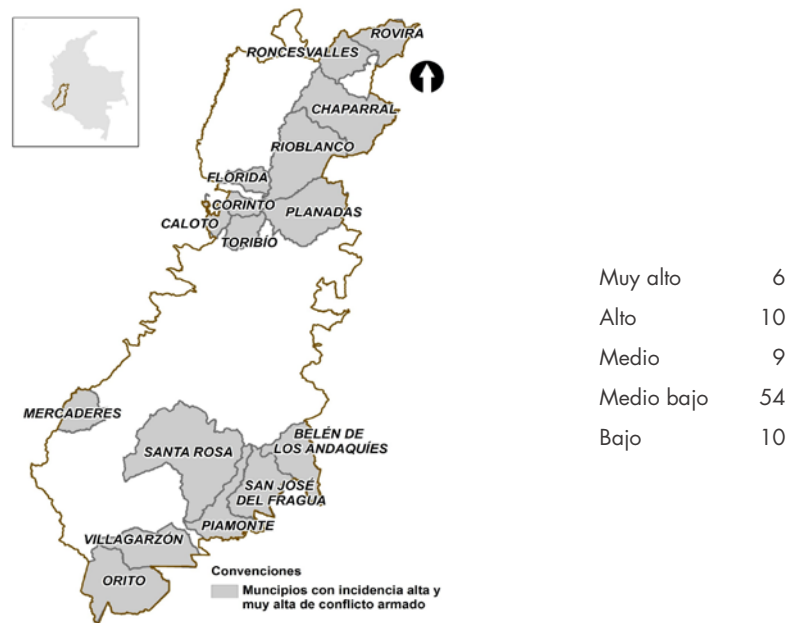 ROVIRA
RONCESVALLES
CHAPARRAL
RIOBLANCO
FLORIDA
CORINTO
PLANADAS
CALOTO
TORIBÍO
MERCADERES
BELÉN DE
LOS ANDAQUÍES
SANTA ROSA
SAN JOSÉ
DEL FRAGUA
PIAMONTE
VILLAGARZÓN
ORITO
Convenciones
Muncipios con incidencia alta y
muy alta de conflicto armado
Muy alto 6
Alto 10
Medio 9
Medio bajo 54
Bajo 10